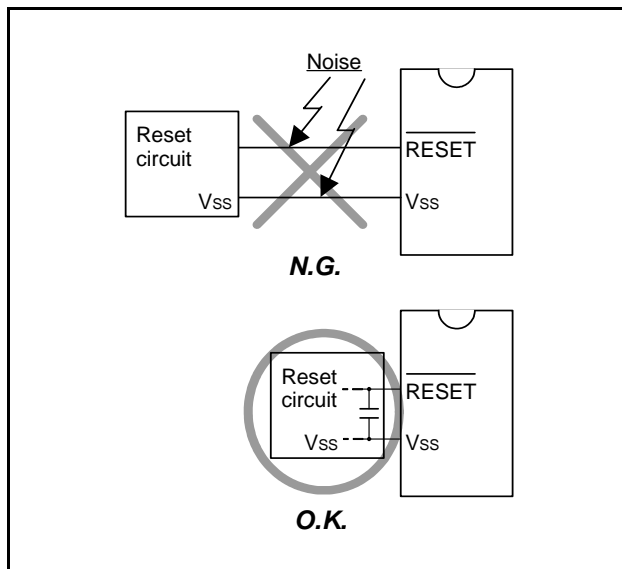 Noise
Reset
circuit
Vss
RESET
Vss
N.G.
Reset
circuit
Vss
RESET
Vss
O.K.